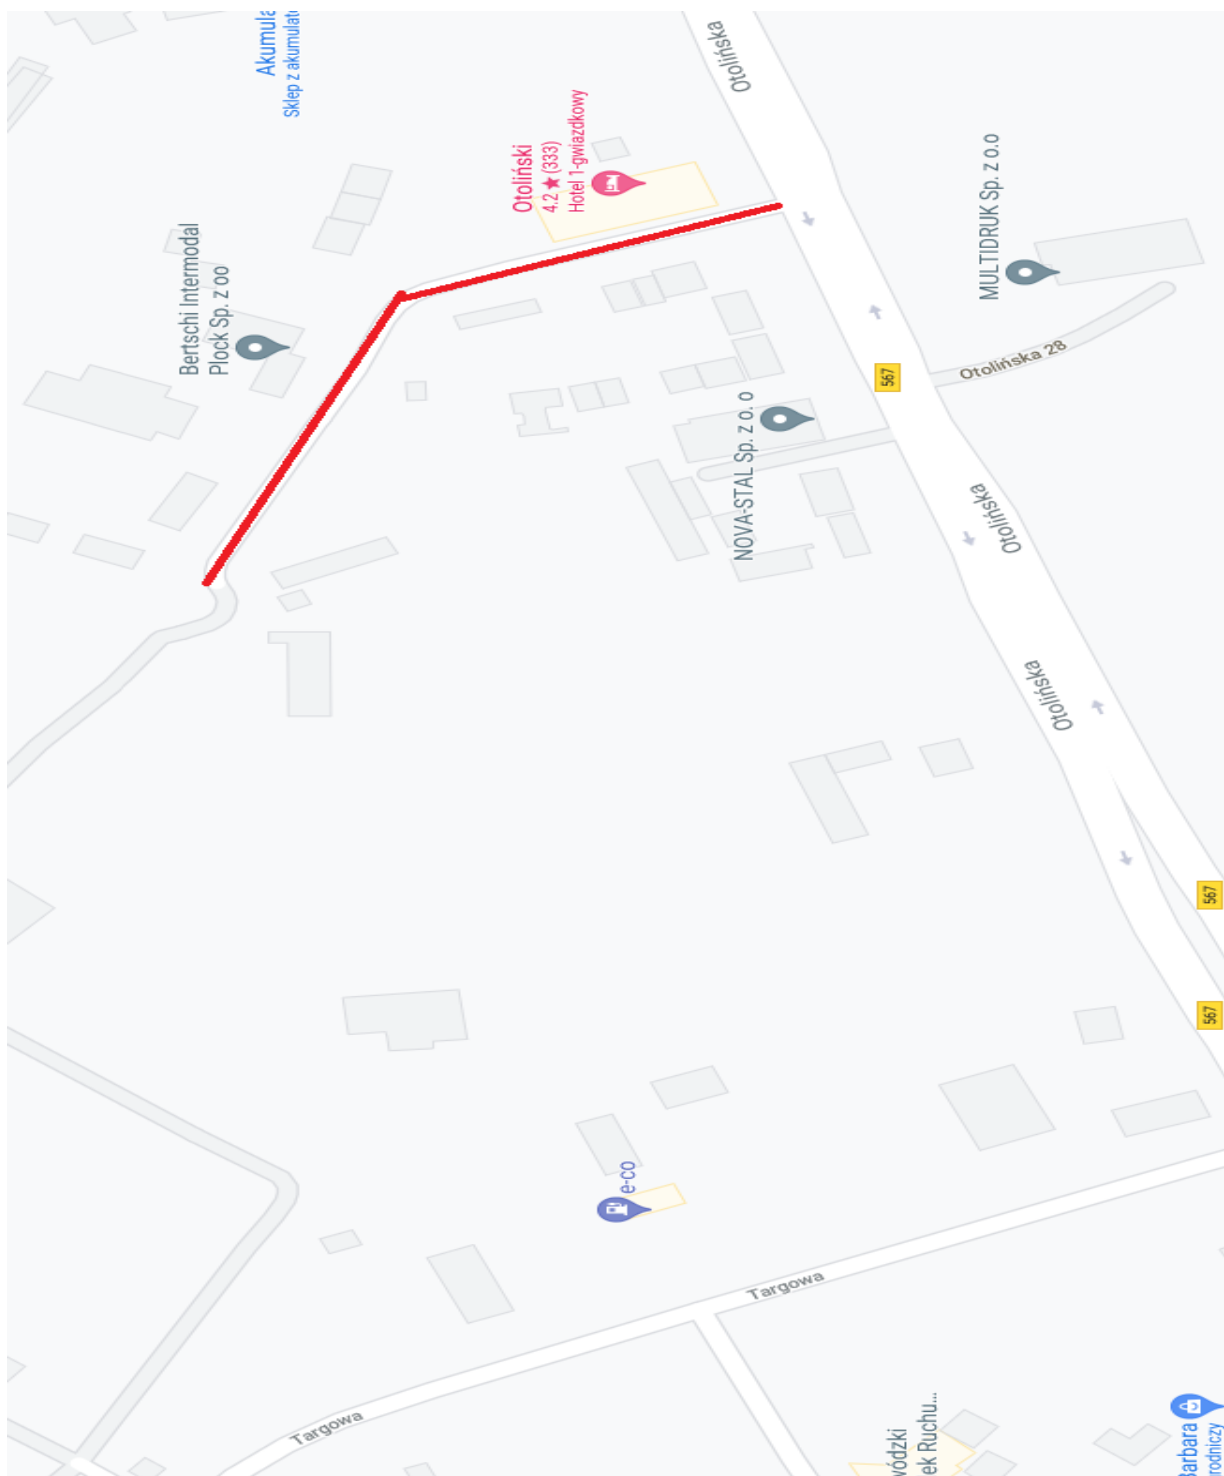 Akumula
Sklep z akumulato
Otolińska
Otoliński
4.2 ★ (333)
Hotel 1-gwiazdkowy
MULTIDRUK Sp. z o.o
Bertschi Intermodal
Plock Sp. z oo
Otolińska 28
567
NOVA-STAL Sp. z o. o
Otolińska
Otolińska
567
567
e-co
Targowa
Targowa
wódzki
ek Ruchu...
Barbara
rodniczy